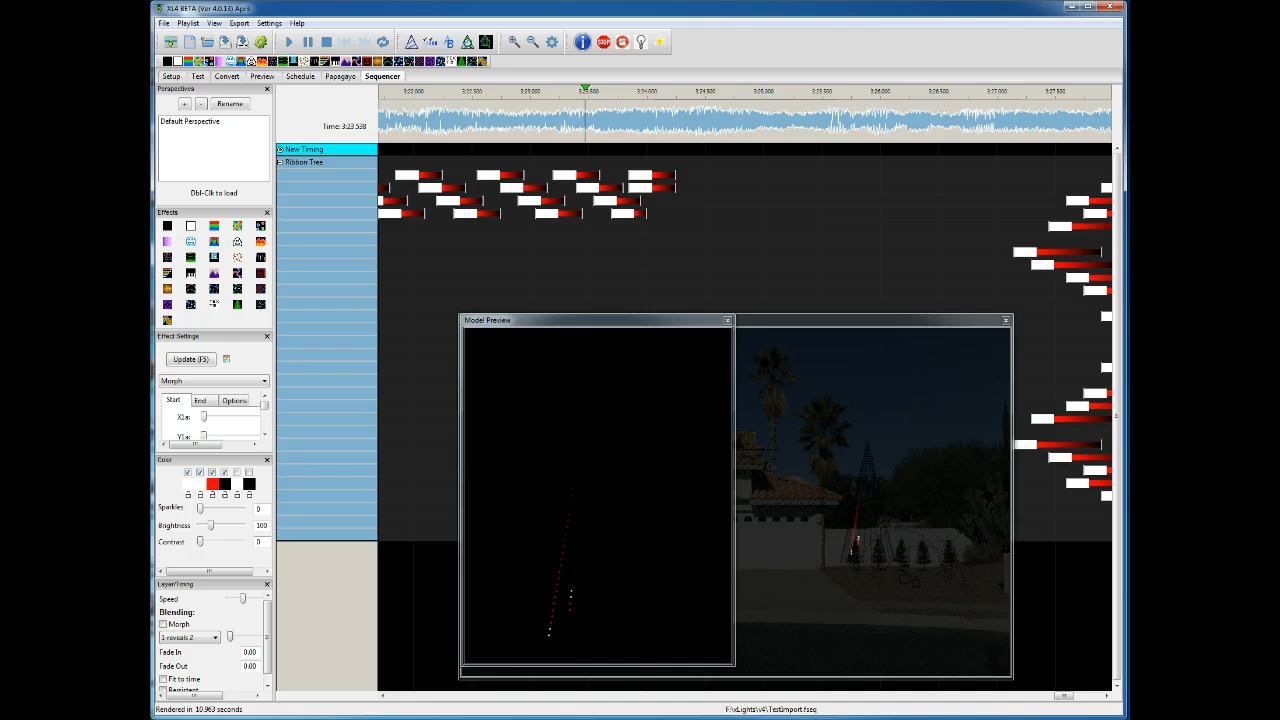 XL4 BETA (Ver 4.0.13) Apr3
File Playlist View Export Settings Help
Setup Test Convert Preview Schedule Papagayo Sequencer
Perspectives
+ - Rename
Default Perspective
Dbl-Clk to load
Effects
Effect Settings
Update (F5)
Morph
Start End Options
X1a:
Y1a:
Color
Sparkles 0
Brightness 100
Contrast 0
Layer/Timing
Speed
Blending:
Morph
1 reveals 2
Fade In 0.00
Fade Out 0.00
Fit to time
Persistent
3:22.000 3:22.500 3:23.000 3:23.500 3:24.000 3:24.500 3:25.000 3:25.500 3:26.000 3:26.500 3:27.000 3:27.500
Time: 3:23.538
New Timing
Ribbon Tree
Model Preview
Rendered in 10.963 seconds
F:\xLights\v4\TestImport.fseq